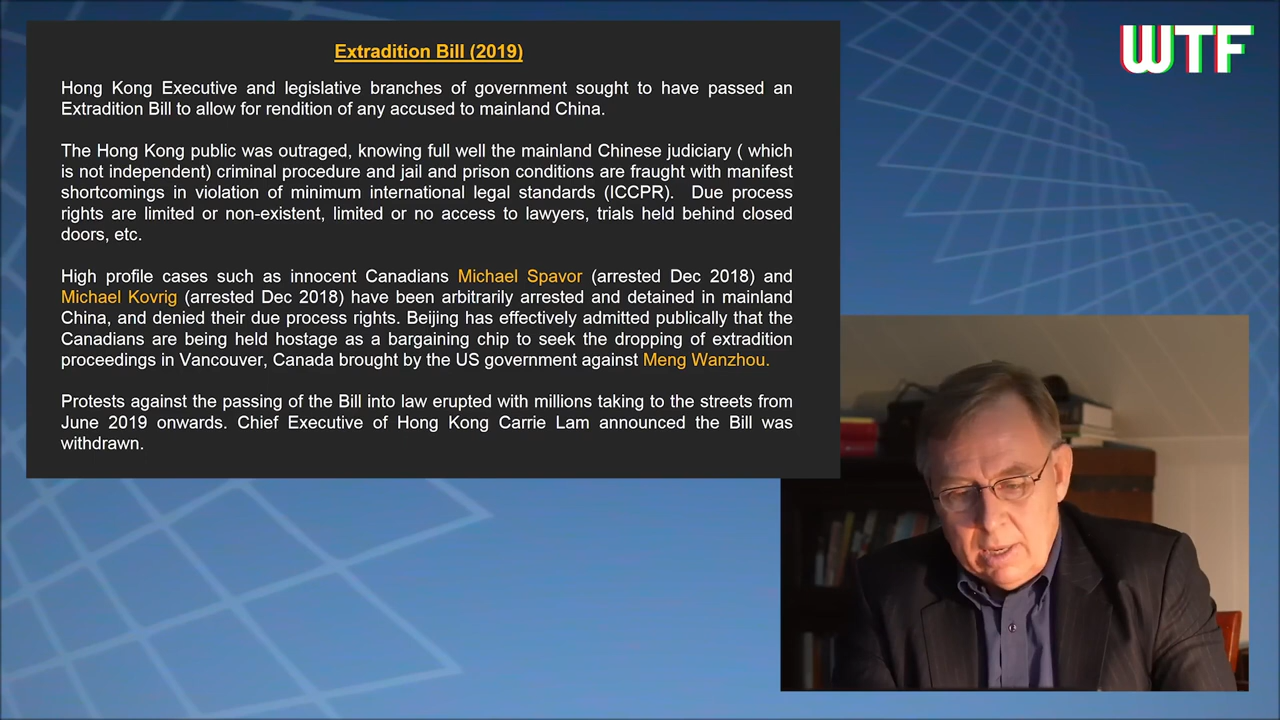 Extradition Bill (2019)
WTF
Hong Kong Executive and legislative branches of government sought to have passed an
Extradition Bill to allow for rendition of any accused to mainland China.
The Hong Kong public was outraged, knowing full well the mainland Chinese judiciary ( which
is not independent) criminal procedure and jail and prison conditions are fraught with manifest
shortcomings in violation of minimum international legal standards (ICCPR).  Due process
rights are limited or non-existent, limited or no access to lawyers, trials held behind closed
doors, etc.
High profile cases such as innocent Canadians Michael Spavor (arrested Dec 2018) and
Michael Kovrig (arrested Dec 2018) have been arbitrarily arrested and detained in mainland
China, and denied their due process rights. Beijing has effectively admitted publically that the
Canadians are being held hostage as a bargaining chip to seek the dropping of extradition
proceedings in Vancouver, Canada brought by the US government against Meng Wanzhou.
Protests against the passing of the Bill into law erupted with millions taking to the streets from
June 2019 onwards. Chief Executive of Hong Kong Carrie Lam announced the Bill was
withdrawn.